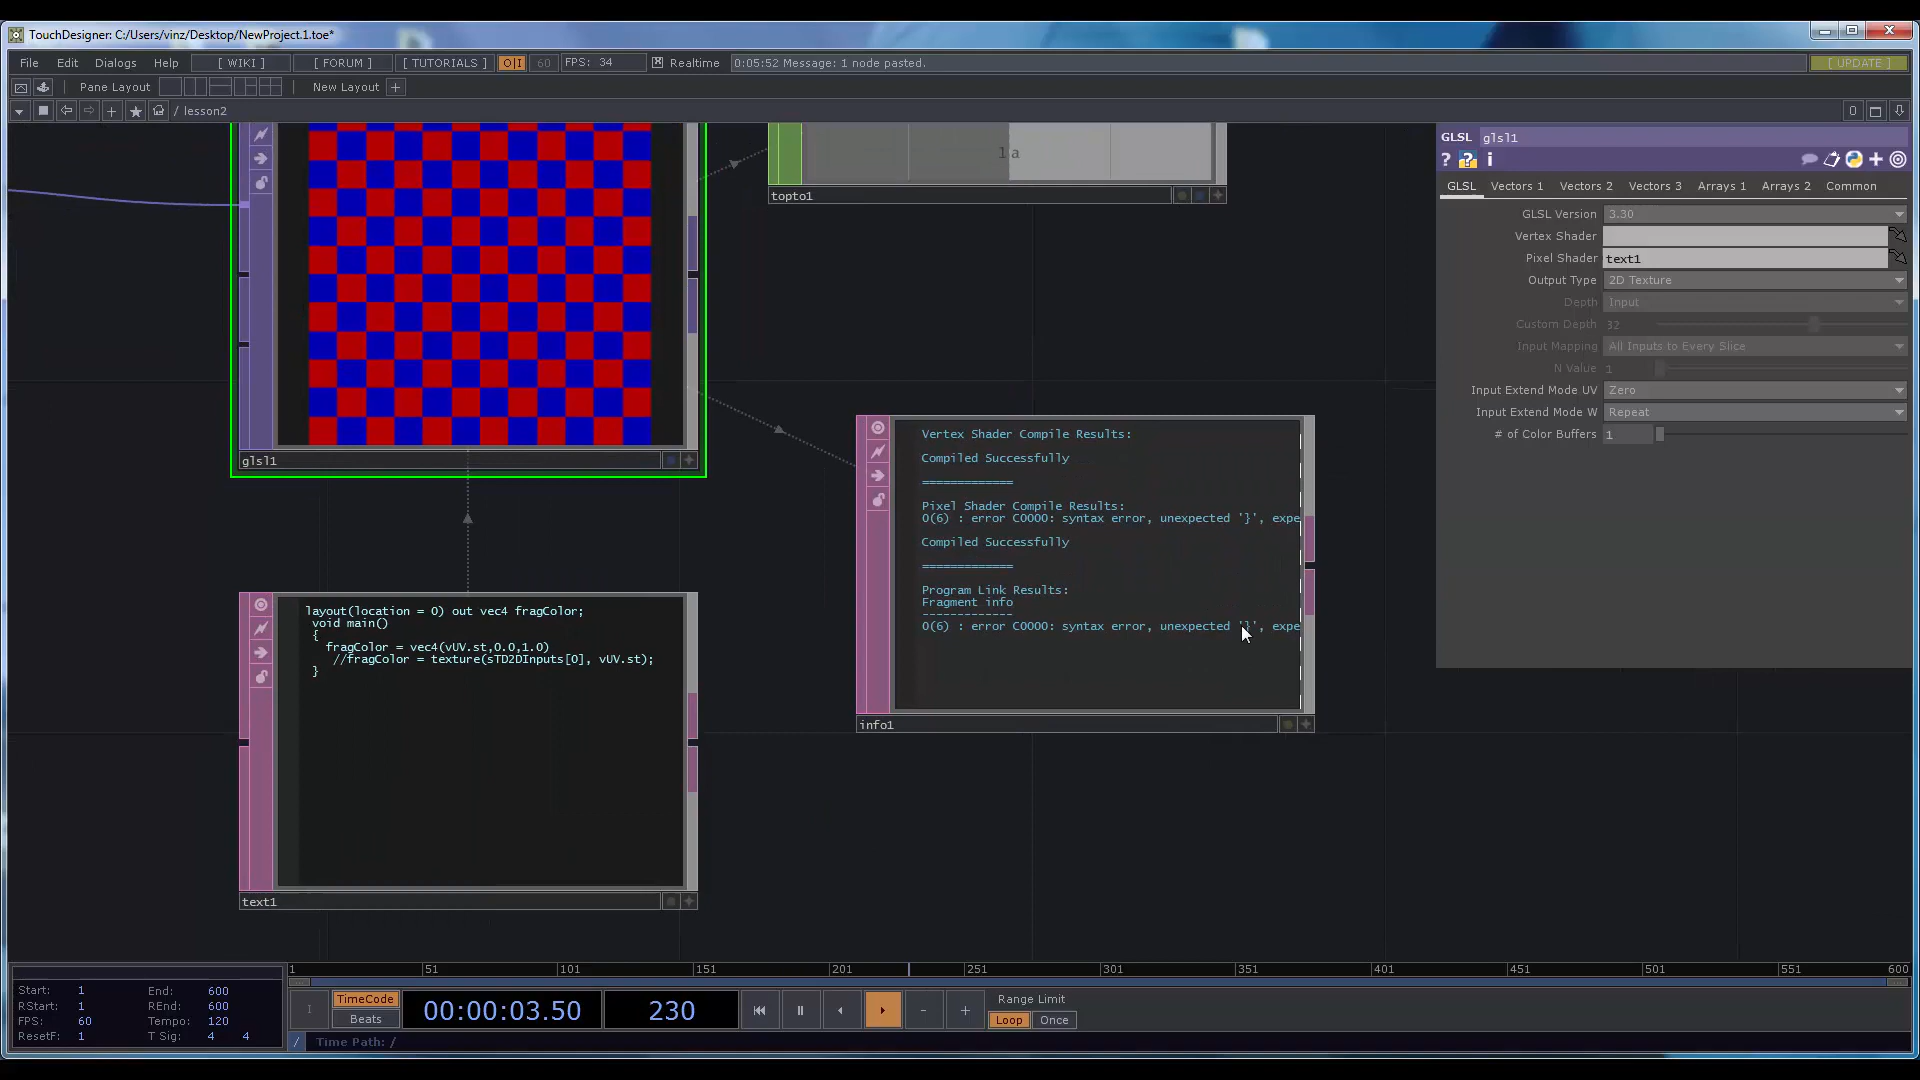 TouchDesigner: C:/Users/vinz/Desktop/NewProject.1.toe*
File Edit Dialogs Help [ WIKI ] [ FORUM ] [ TUTORIALS ] O|I 60 FPS: 34 Realtime 0:05:52 Message: 1 node pasted. [ UPDATE ]
Pane Layout New Layout +
/ lesson2 0
1 a
topto1
glsl1
GLSL glsl1
? ? i
GLSL Vectors 1 Vectors 2 Vectors 3 Arrays 1 Arrays 2 Common
GLSL Version 3.30
Vertex Shader
Pixel Shader text1
Output Type 2D Texture
Depth Input
Custom Depth 32
Input Mapping All Inputs to Every Slice
N Value 1
Input Extend Mode UV Zero
Input Extend Mode W Repeat
# of Color Buffers 1
Vertex Shader Compile Results:
Compiled Successfully
=============
Pixel Shader Compile Results:
0(6) : error C0000: syntax error, unexpected '}', expe
Compiled Successfully
=============
Program Link Results:
Fragment info
-------------
0(6) : error C0000: syntax error, unexpected '}', expe
info1
layout(location = 0) out vec4 fragColor;
void main()
{
fragColor = vec4(vUV.st,0.0,1.0)
//fragColor = texture(sTD2DInputs[0], vUV.st);
}
text1
1 51 101 151 201 251 301 351 401 451 501 551 600
Start: 1 End: 600
RStart: 1 REnd: 600
FPS: 60 Tempo: 120
ResetF: 1 T Sig: 4 4
I TimeCode
Beats
00:00:03.50 230
- +
Range Limit
Loop Once
/ Time Path: /